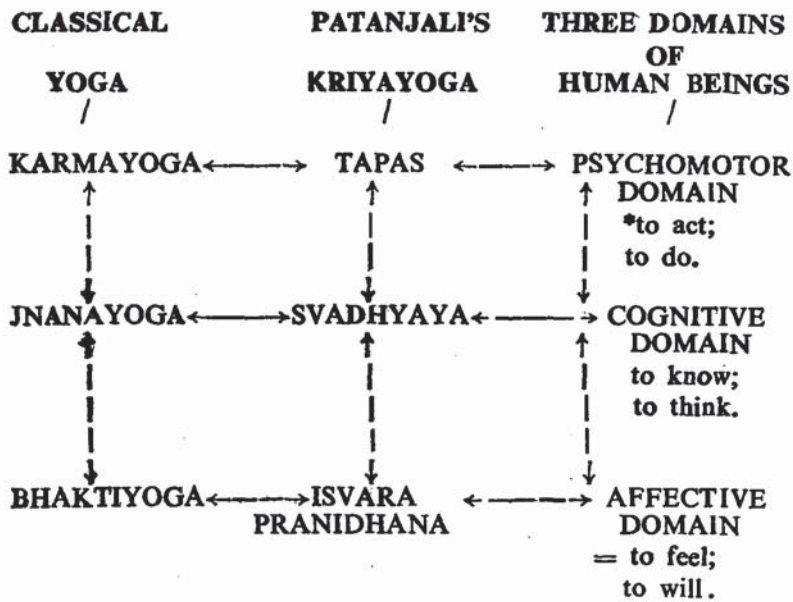 CLASSICAL PATANJALI'S THREE DOMAINS
OF
YOGA KRIYAYOGA HUMAN BEINGS
KARMAYOGA TAPAS PSYCHOMOTOR
DOMAIN
*to act;
to do.
JNANAYOGA SVADHYAYA COGNITIVE
DOMAIN
to know;
to think.
BHAKTIYOGA ISVARA AFFECTIVE
PRANIDHANA DOMAIN
= to feel;
to will.